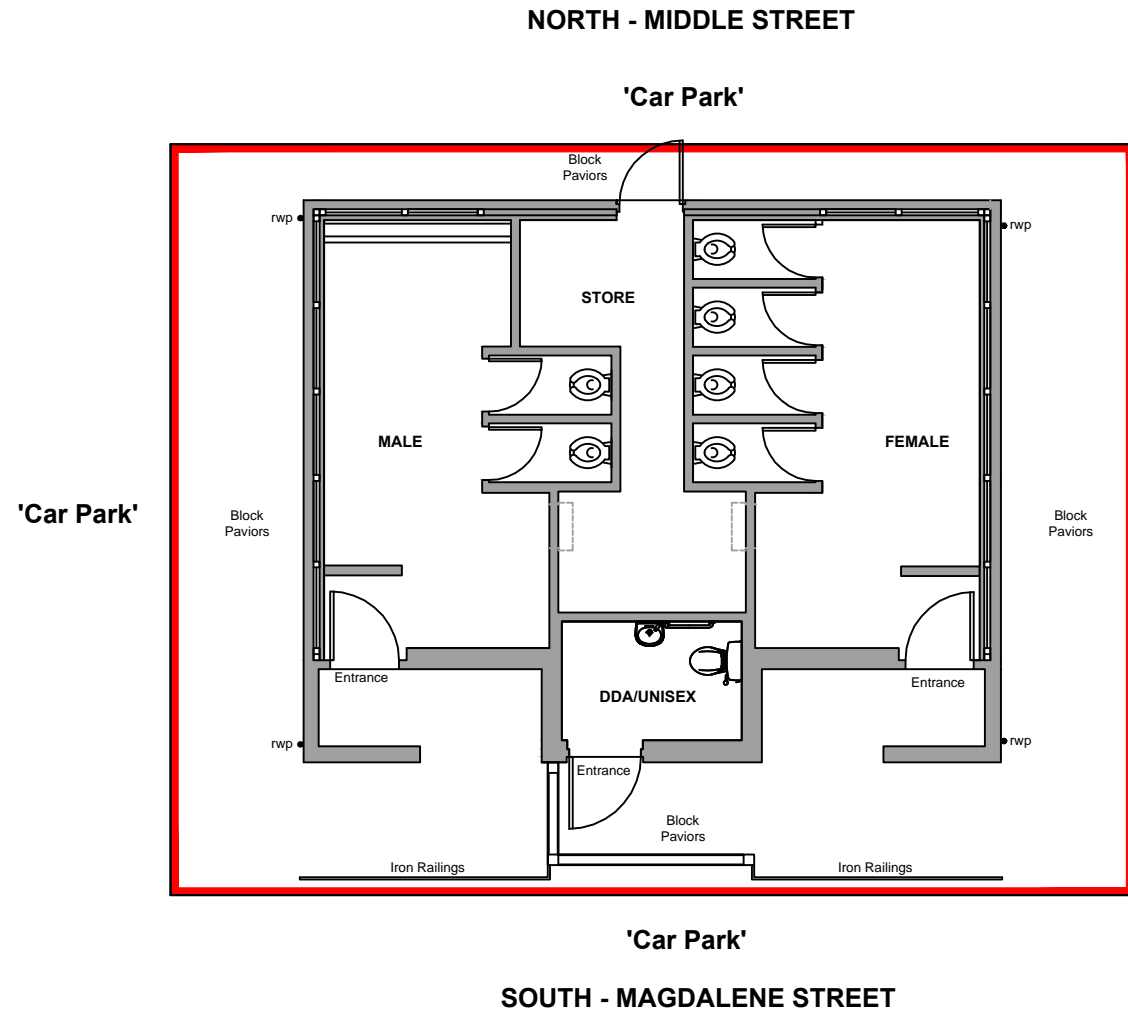 NORTH - MIDDLE STREET
'Car Park'
Block
Paviors
rwp
rwp
STORE
MALE
FEMALE
'Car Park'
Block
Paviors
Block
Paviors
Entrance
Entrance
DDA/UNISEX
rwp
rwp
Entrance
Block
Paviors
Iron Railings
Iron Railings
'Car Park'
SOUTH - MAGDALENE STREET